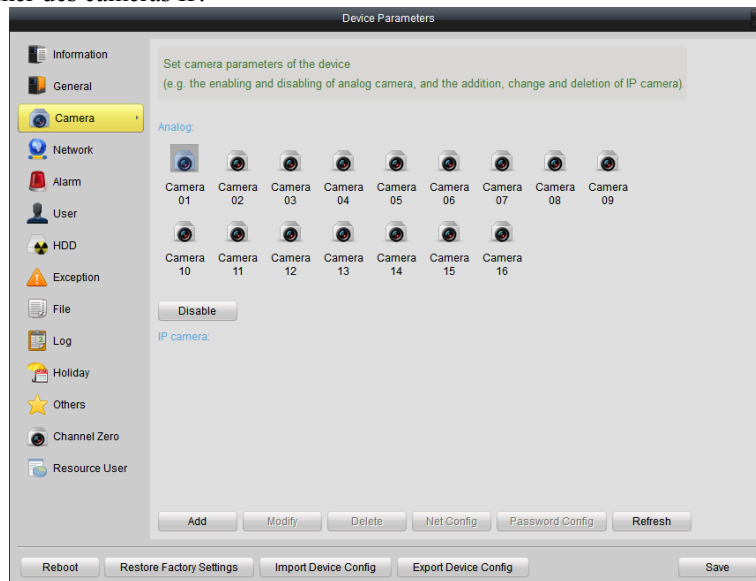 des caméras IP.
Device Parameters
Information
General
Camera
Network
Alarm
User
HDD
Exception
File
Log
Holiday
Others
Channel Zero
Resource User
Set camera parameters of the device
(e.g. the enabling and disabling of analog camera, and the addition, change and deletion of IP camera).
Analog:
Camera 01 Camera 02 Camera 03 Camera 04 Camera 05 Camera 06 Camera 07 Camera 08 Camera 09
Camera 10 Camera 11 Camera 12 Camera 13 Camera 14 Camera 15 Camera 16
Disable
IP camera:
Add Modify Delete Net Config Password Config Refresh
Reboot Restore Factory Settings Import Device Config Export Device Config Save